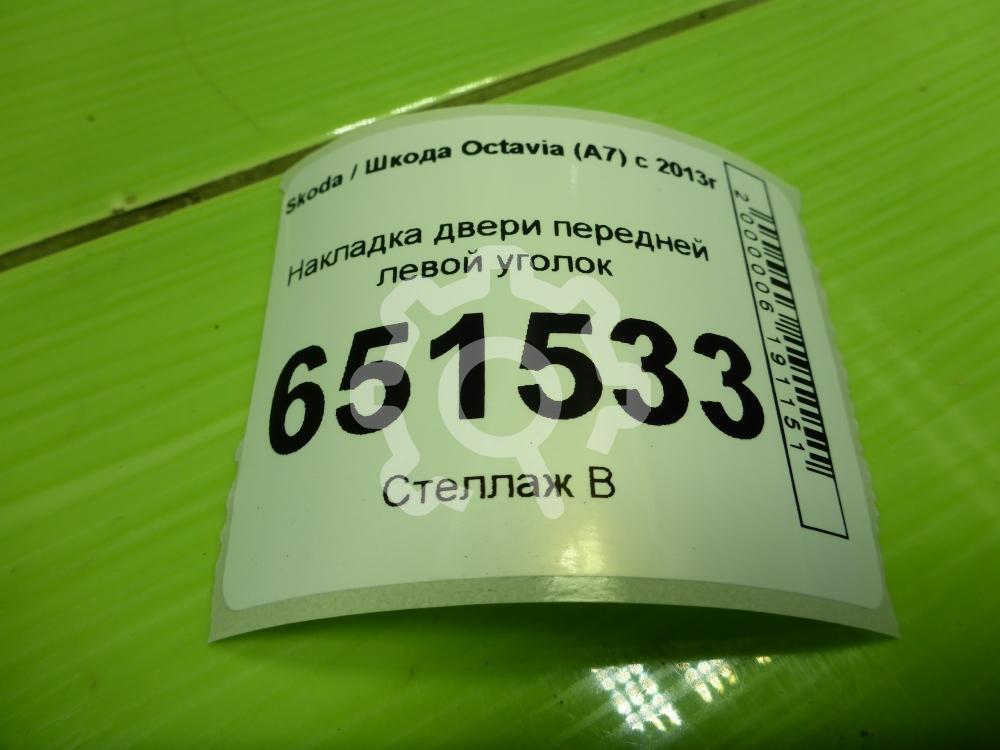 Skoda / Шкода Octavia (A7) с 2013г
Накладка двери передней
левой уголок
651533
Стеллаж В
2000006191151